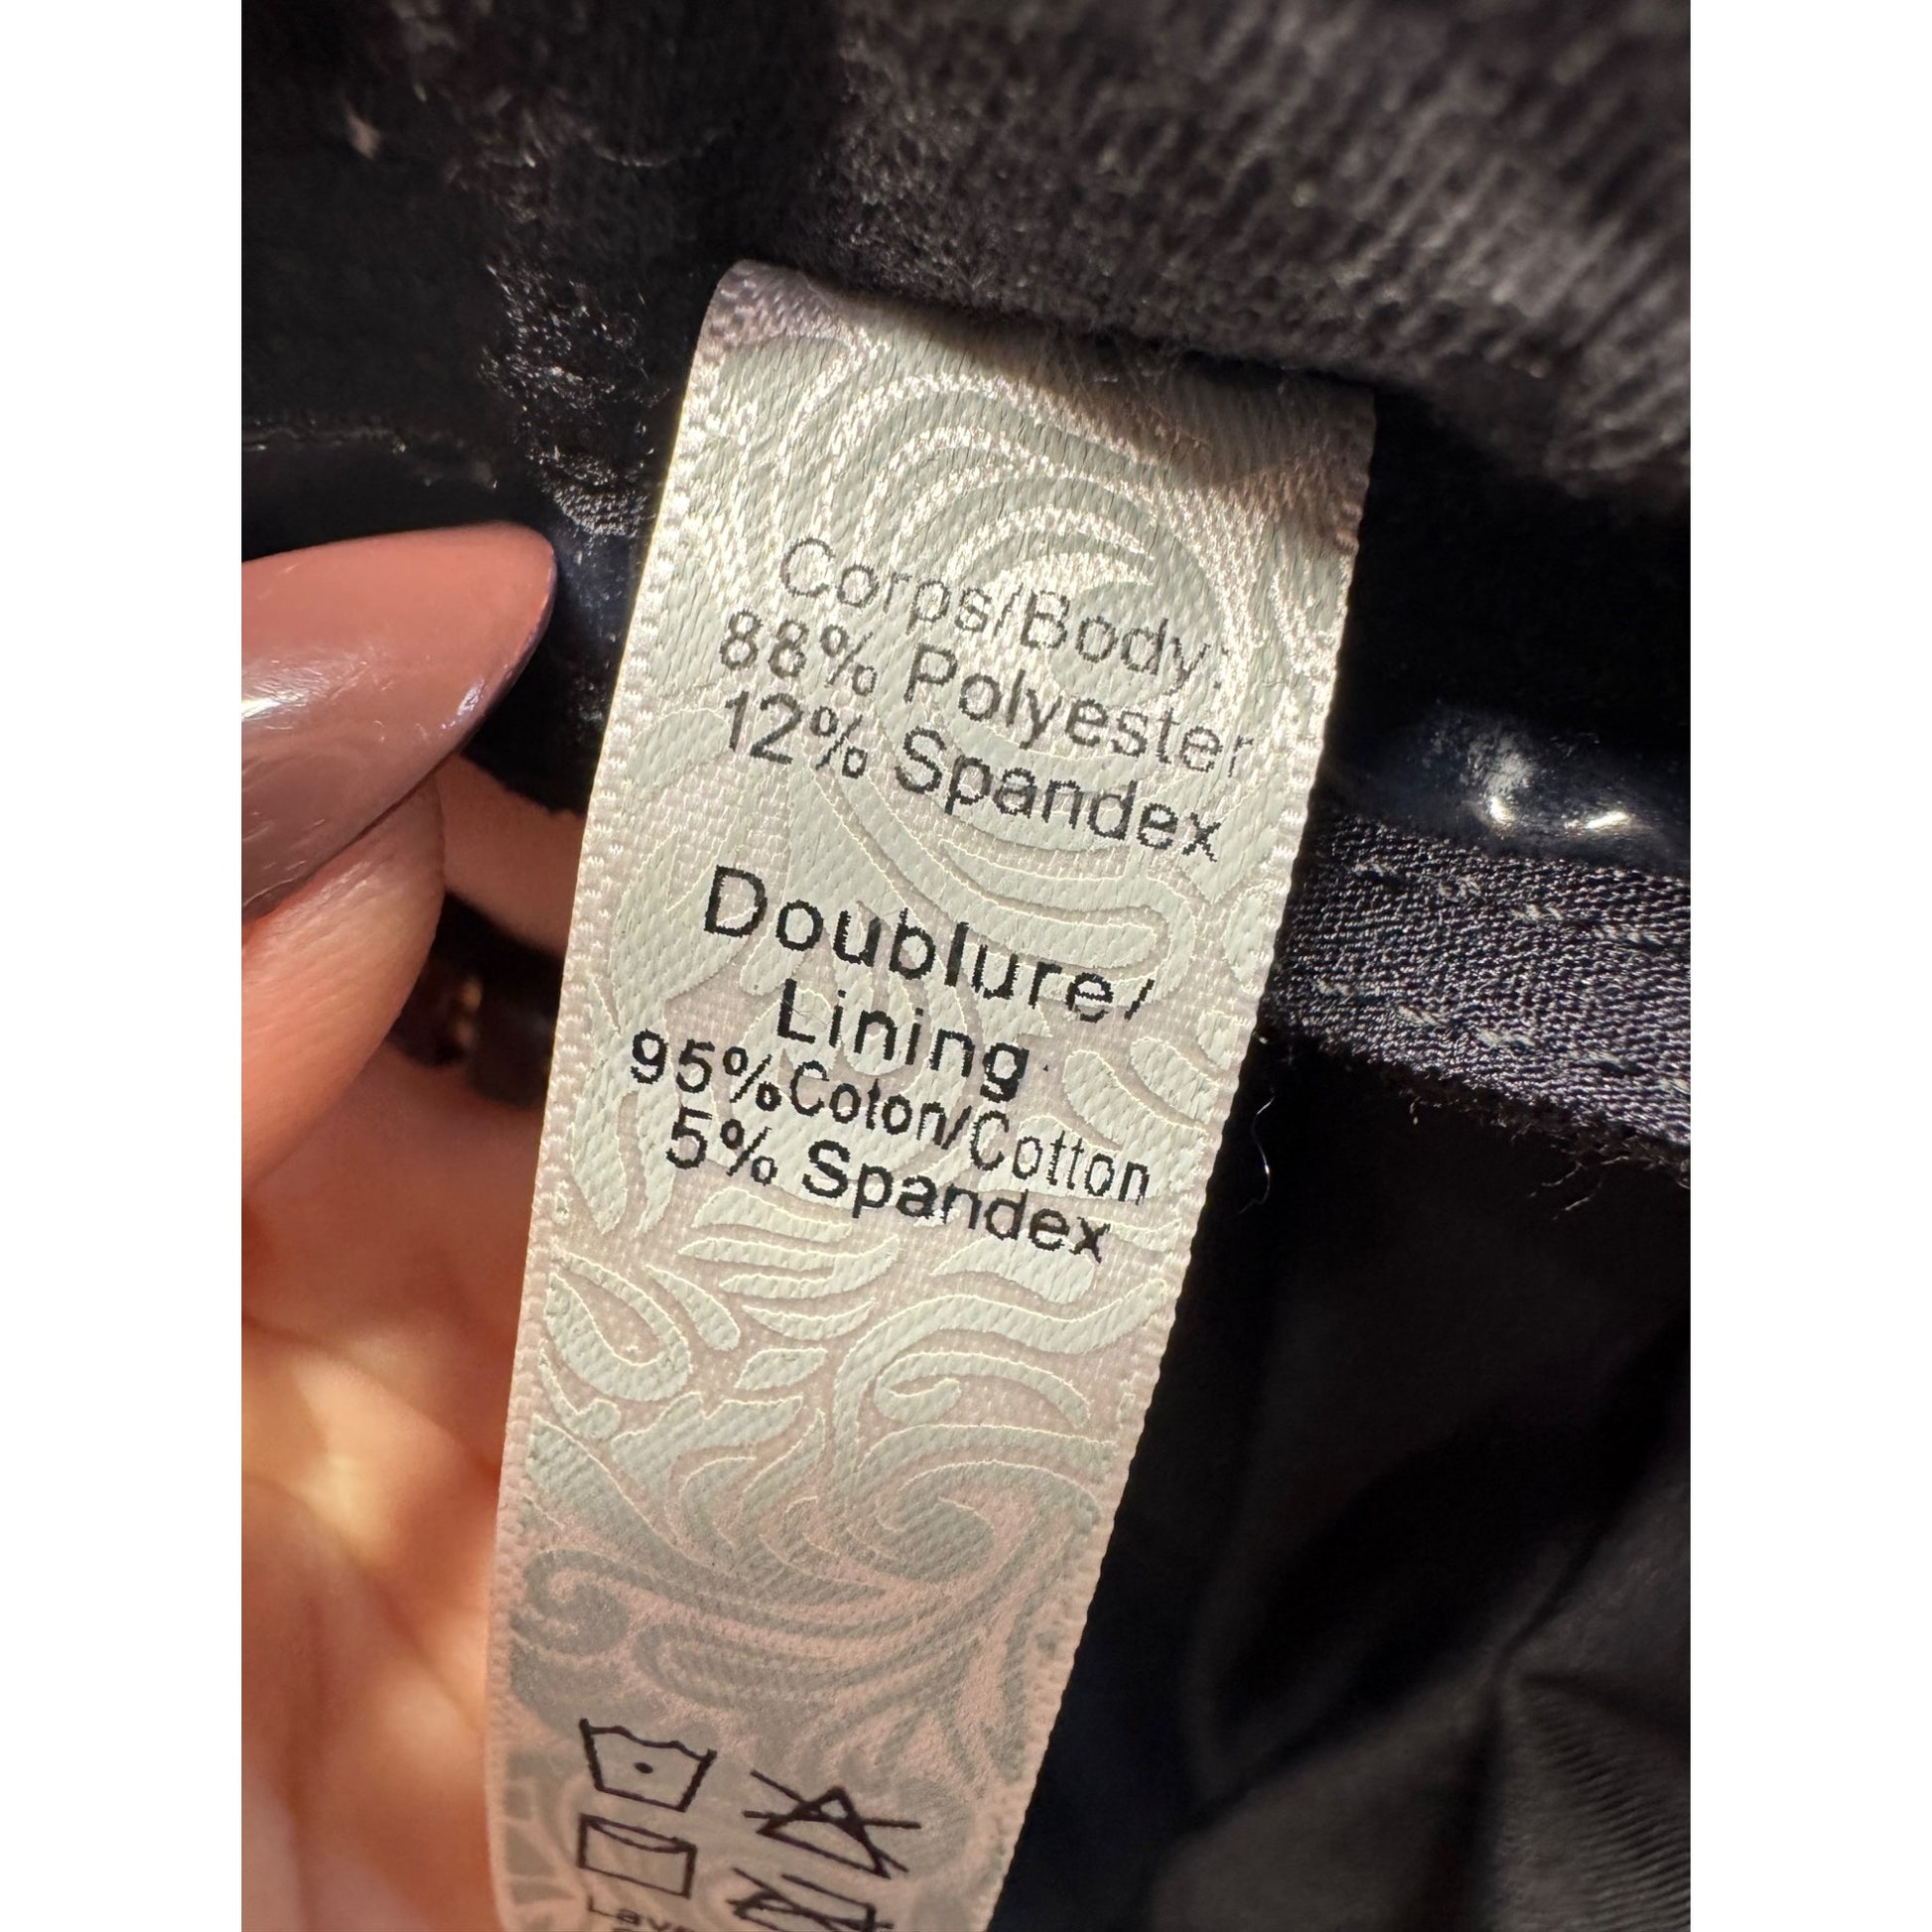 Corps/Body:
88% Polyester
12% Spandex
Doublure/
Lining:
95%Coton/Cotton
5% Spandex